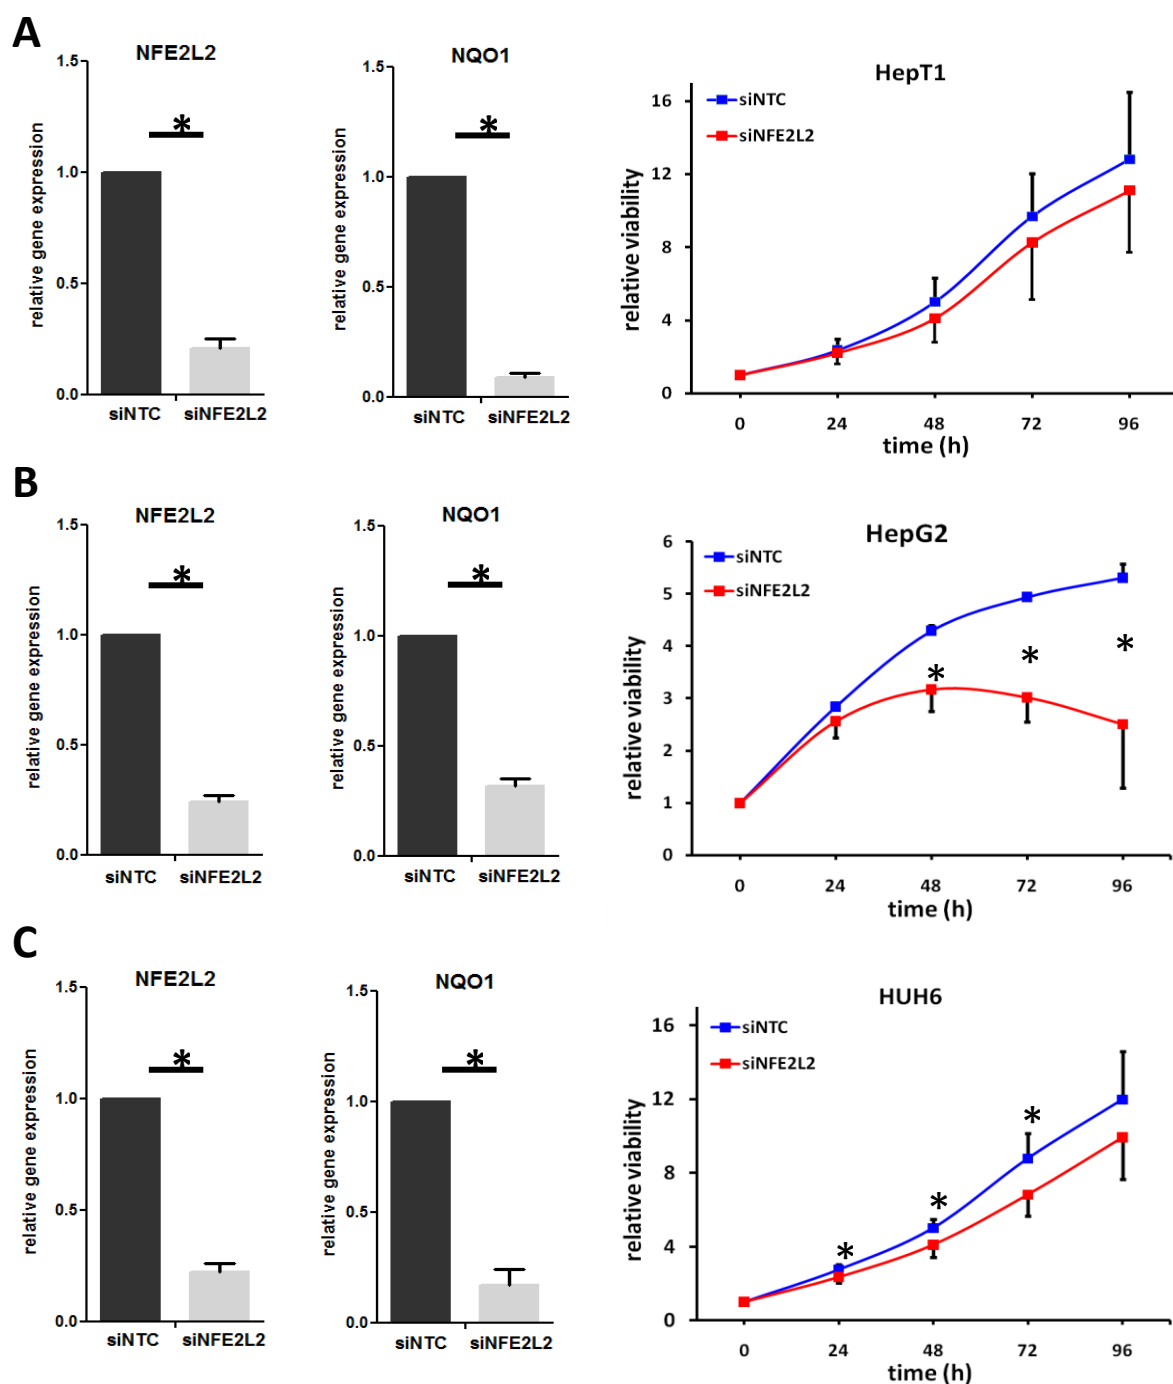 A
NFE2L2
1.5
1.0
0.5
0.0
relative gene expression
*
siNTC
siNFE2L2
NQO1
1.5
1.0
0.5
0.0
relative gene expression
*
siNTC
siNFE2L2
HepT1
siNTC
siNFE2L2
16
12
8
4
0
relative viability
0 24 48 72 96
time (h)
B
NFE2L2
1.5
1.0
0.5
0.0
relative gene expression
*
siNTC
siNFE2L2
NQO1
1.5
1.0
0.5
0.0
relative gene expression
*
siNTC
siNFE2L2
HepG2
siNTC
siNFE2L2
6
5
4
3
2
1
0
relative viability
* * *
0 24 48 72 96
time (h)
C
NFE2L2
1.5
1.0
0.5
0.0
relative gene expression
*
siNTC
siNFE2L2
NQO1
1.5
1.0
0.5
0.0
relative gene expression
*
siNTC
siNFE2L2
HUH6
siNTC
siNFE2L2
16
12
8
4
0
relative viability
* * *
0 24 48 72 96
time (h)